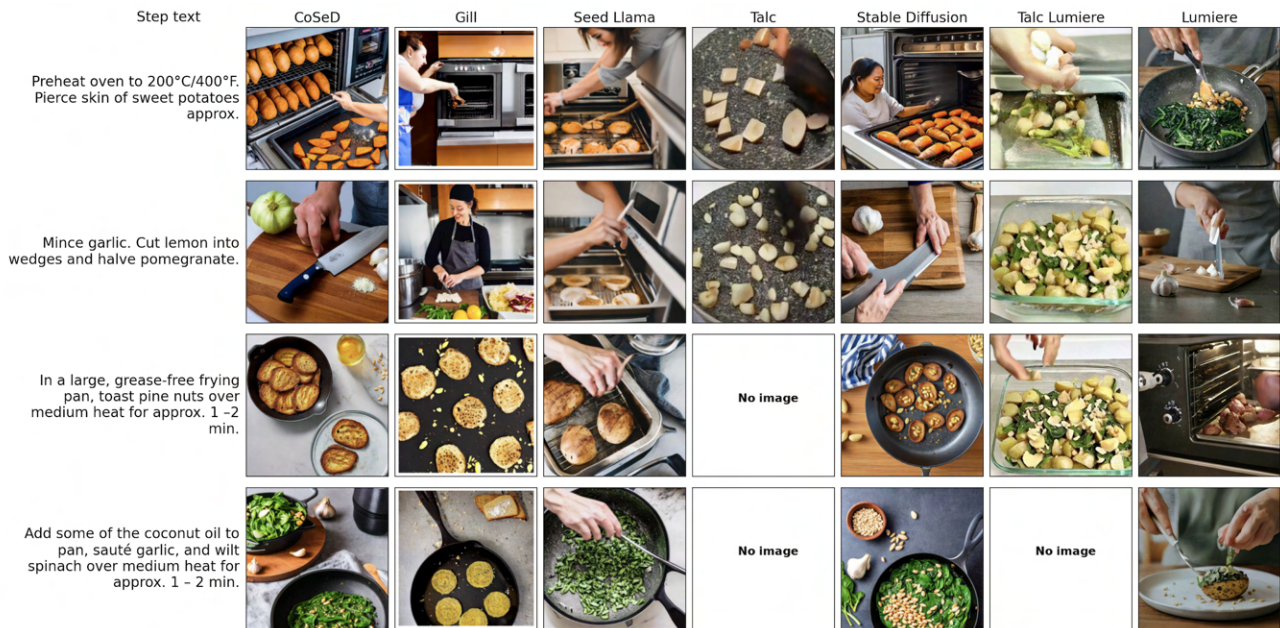 Step text CoSeD Gill Seed Llama Talc Stable Diffusion Talc Lumiere Lumiere
Preheat oven to 200°C/400°F.
Pierce skin of sweet potatoes
approx.
Mince garlic. Cut lemon into
wedges and halve pomegranate.
In a large, grease-free frying
pan, toast pine nuts over
medium heat for approx. 1 –2
min.
No image
Add some of the coconut oil to
pan, sauté garlic, and wilt
spinach over medium heat for
approx. 1 – 2 min.
No image
No image